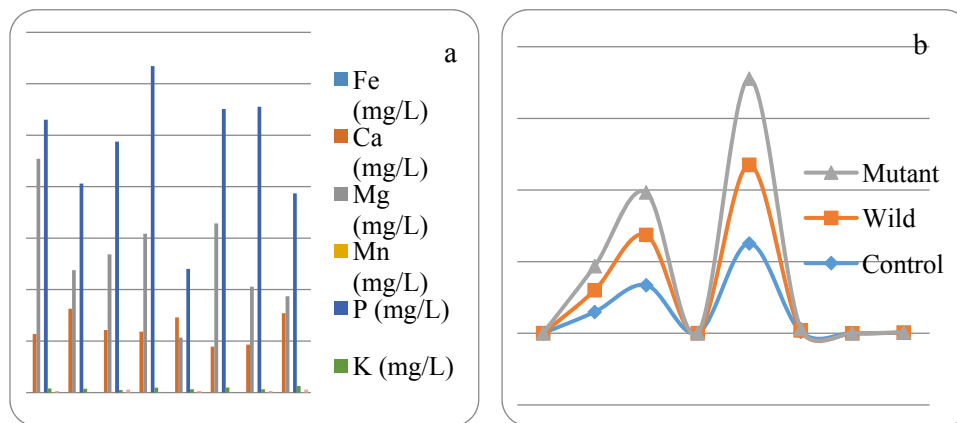 a
Fe
(mg/L)
Ca
(mg/L)
Mg
(mg/L)
Mn
(mg/L)
P (mg/L)
K (mg/L)
b
Mutant
Wild
Control